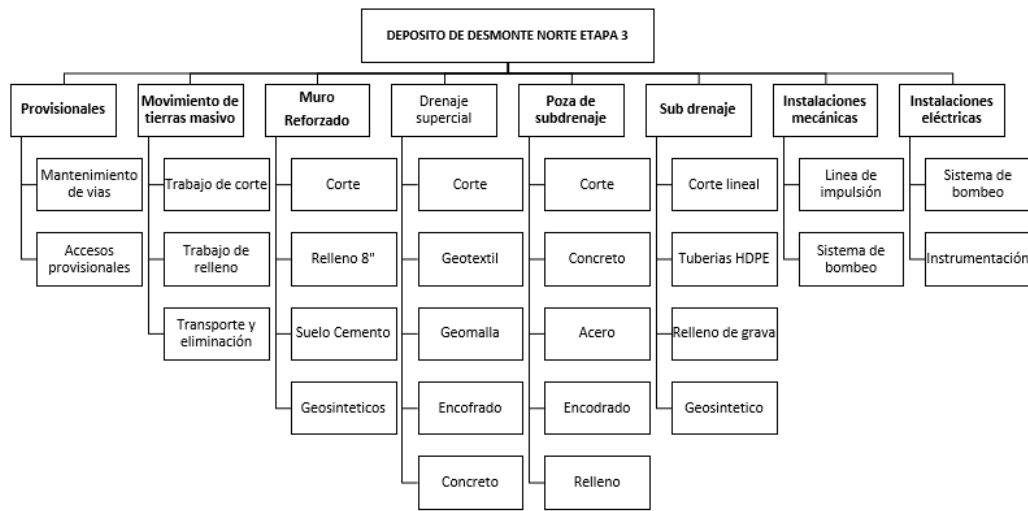 DEPOSITO DE DESMONTE NORTE ETAPA 3
Provisionales
Movimiento de
tierras masivo
Muro
Reforzado
Drenaje
supercial
Poza de
subdrenaje
Sub drenaje
Instalaciones
mecánicas
Instalaciones
eléctricas
Mantenimiento
de vias
Trabajo de corte
Corte
Corte
Corte
Corte lineal
Linea de
impulsión
Sistema de
bombeo
Accesos
provisionales
Trabajo de
relleno
Relleno 8"
Geotextil
Concreto
Tuberias HDPE
Sistema de
bombeo
Instrumentación
Transporte y
eliminación
Suelo Cemento
Geomalla
Acero
Relleno de grava
Geosinteticos
Encofrado
Encodrado
Geosintetico
Concreto
Relleno